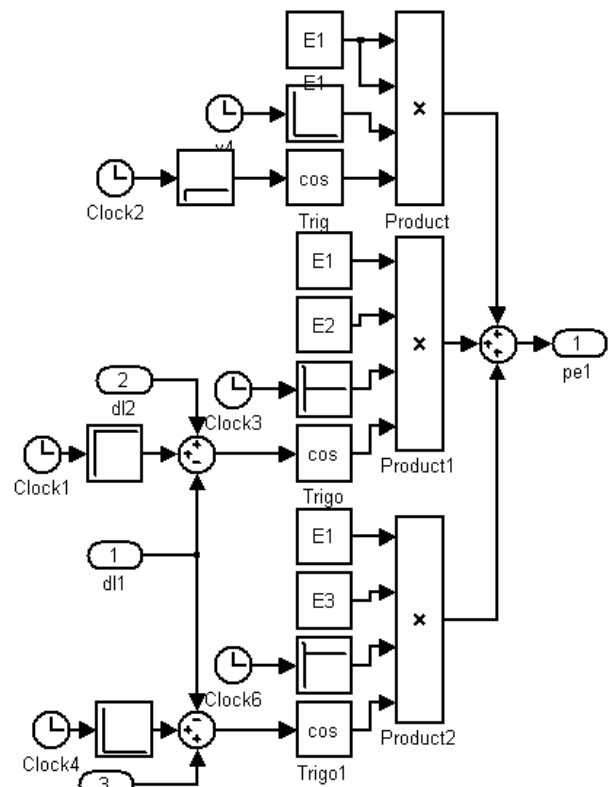 E1
E1
×
cos
Clock2
Trig
Product
E1
E2
×
1
pe1
2
dl2
Clock3
cos
Clock1
Trigo
Product1
E1
1
dl1
E3
×
Clock6
cos
Clock4
Trigo1
Product2
3